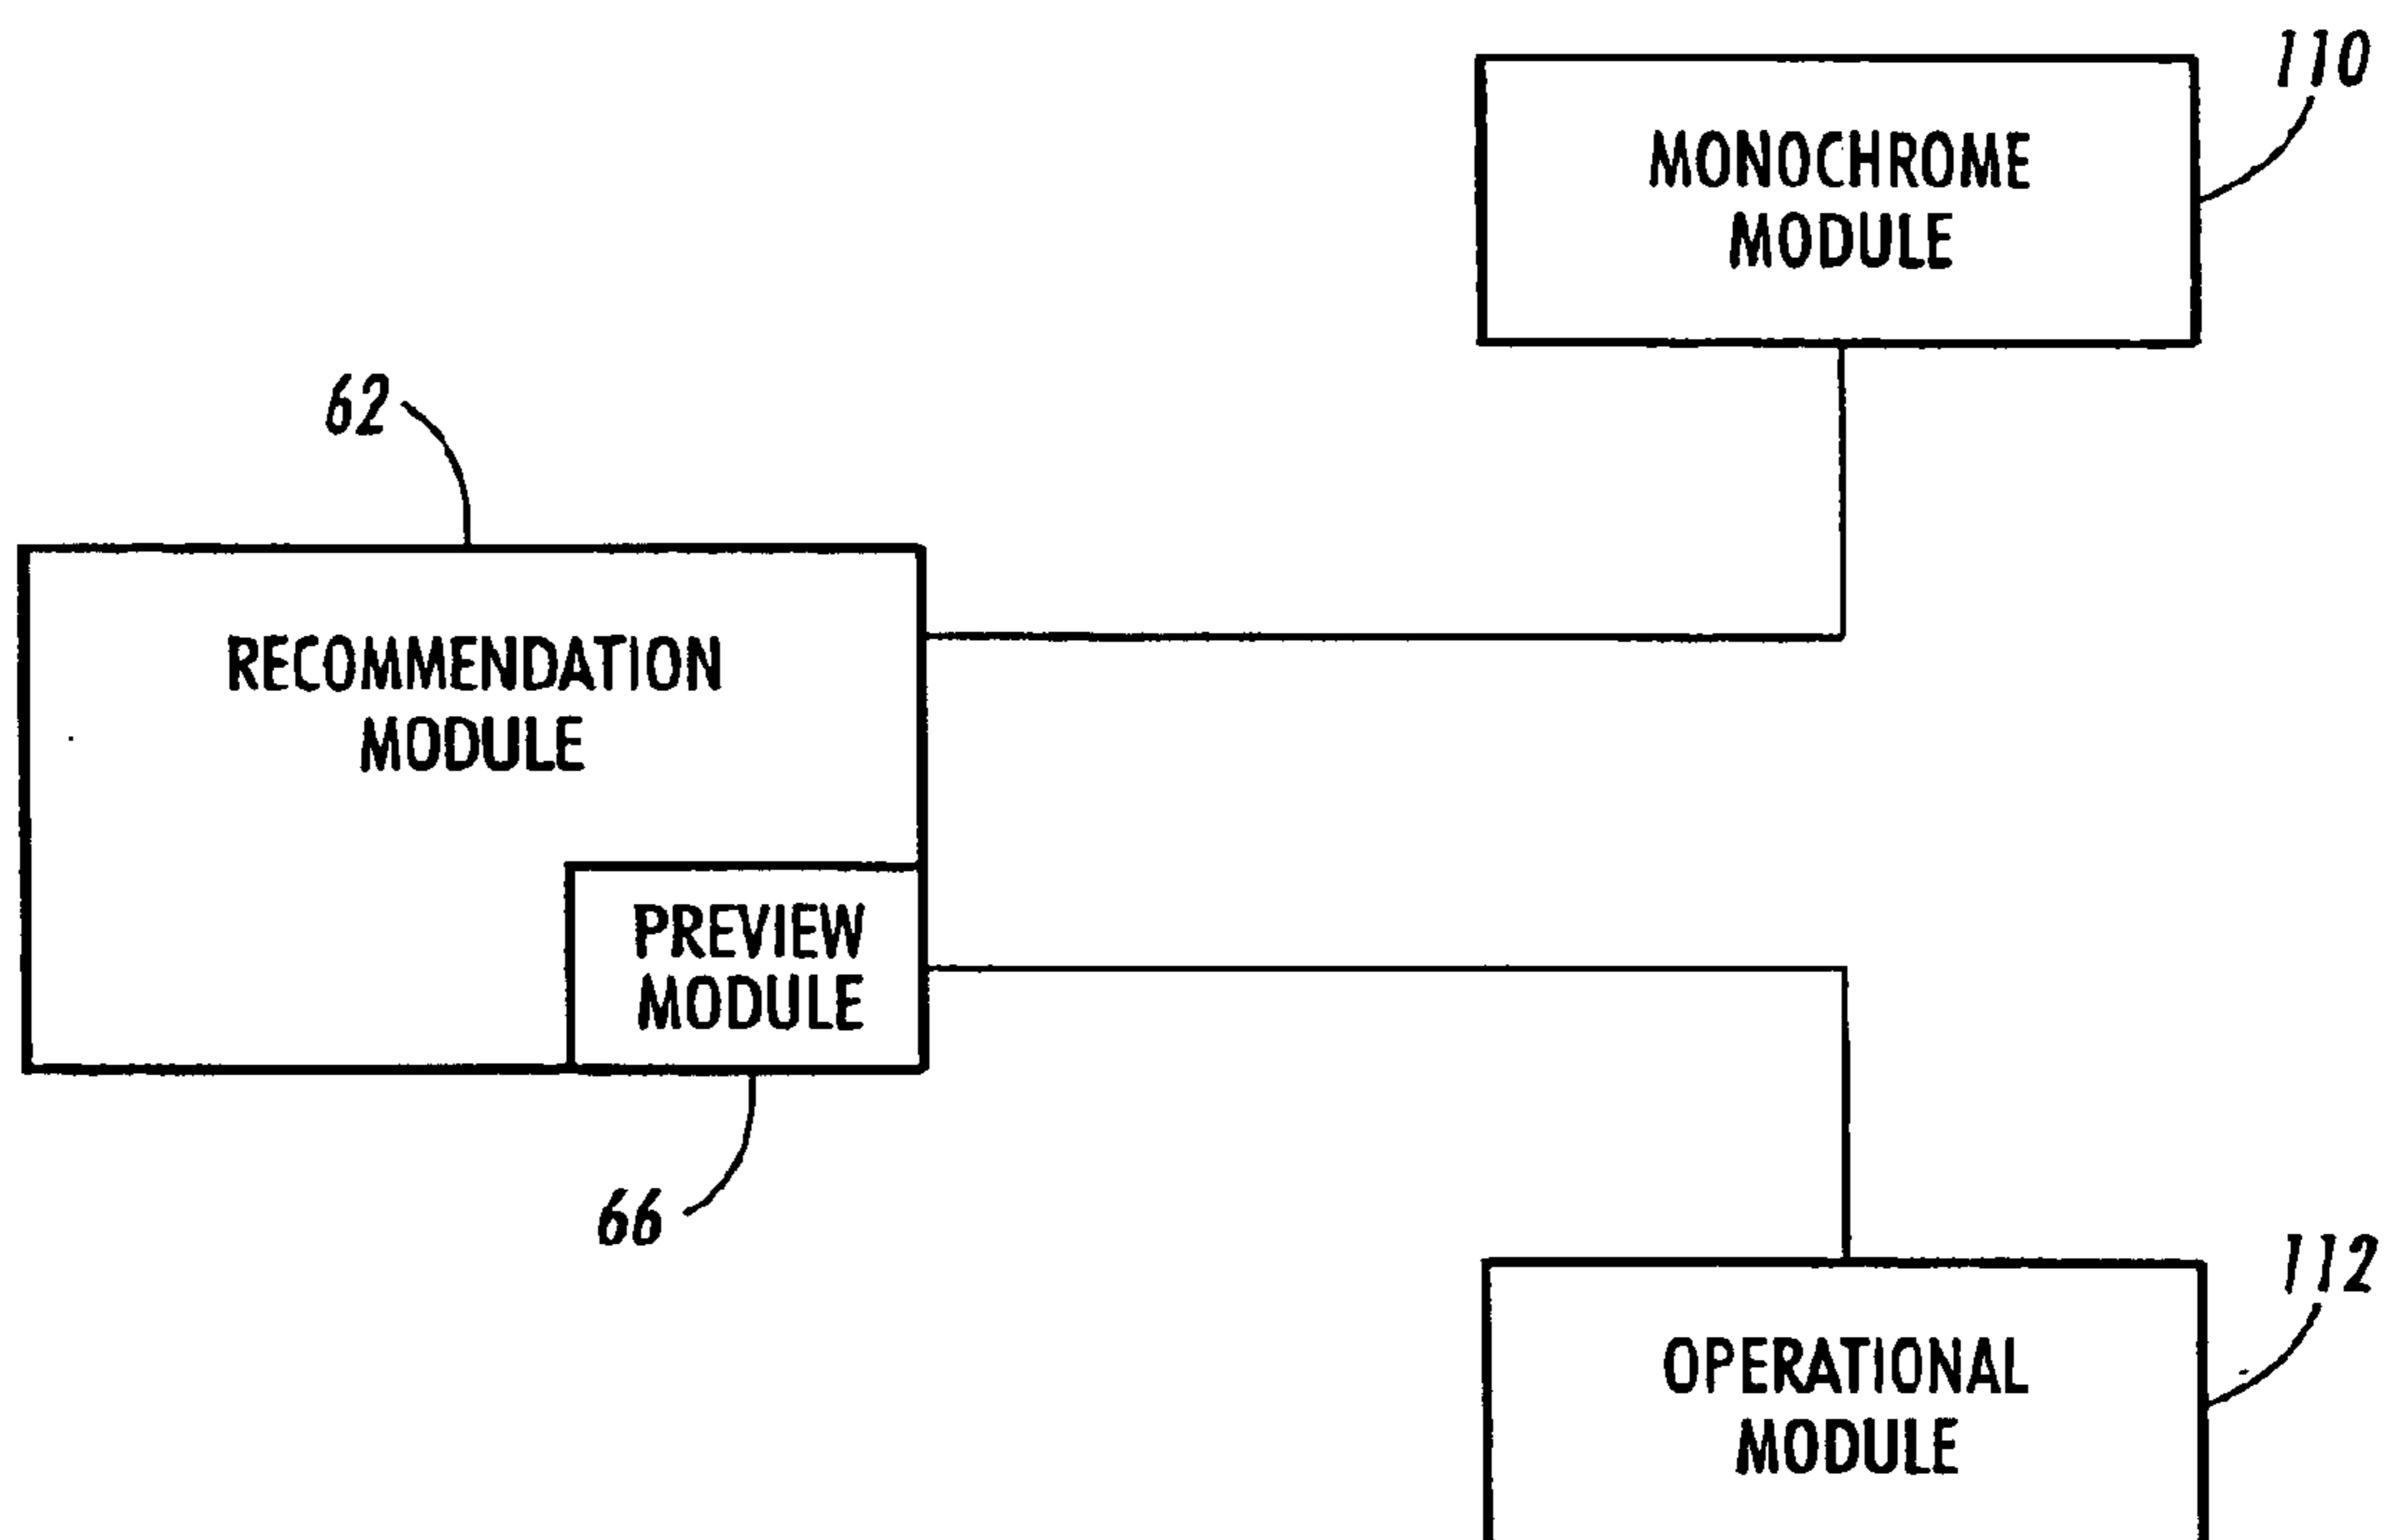 110
MONOCHROME
MODULE
62
RECOMMENDATION
MODULE
PREVIEW
MODULE
66
112
OPERATIONAL
MODULE